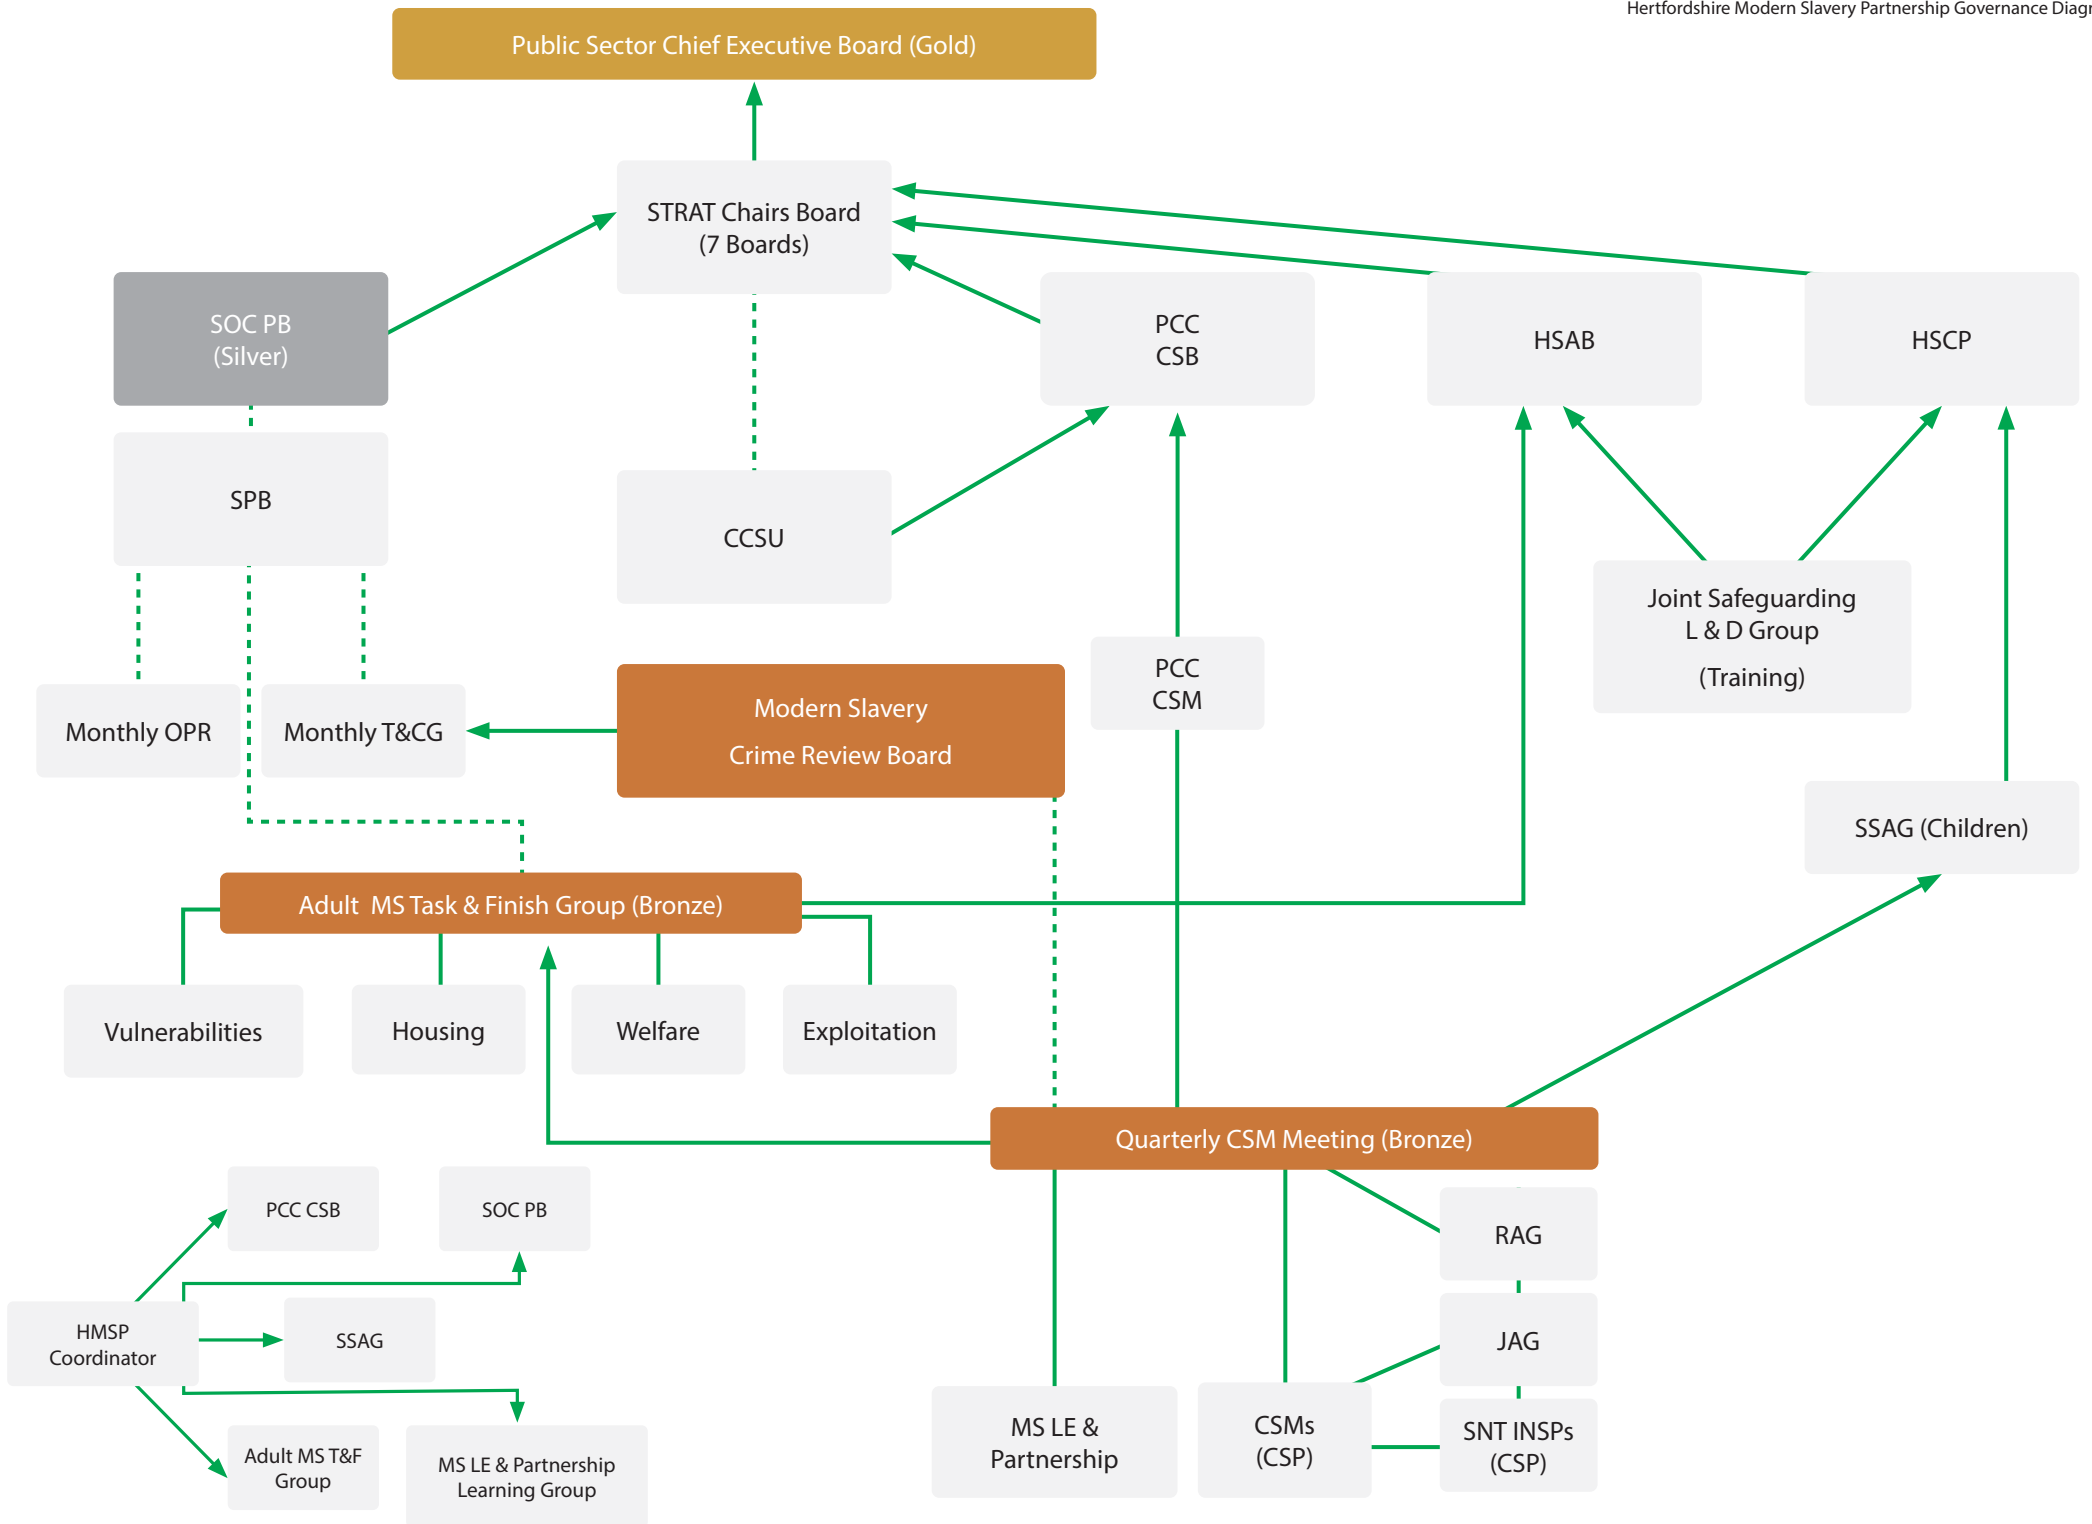 Hertfordshire Modern Slavery Partnership Governance
Public Sector Chief Executive Board (Gold)
STRAT Chairs Board
(7 Boards)
SOC PB
(Silver)
PCC
CSB
HSAB
HSCP
SPB
CCSU
Joint Safeguarding
L & D Group
(Training)
PCC
CSM
Modern Slavery
Crime Review Board
Monthly OPR
Monthly T&CG
SSAG (Children)
Adult MS Task & Finish Group (Bronze)
Vulnerabilities
Housing
Welfare
Exploitation
Quarterly CSM Meeting (Bronze)
PCC CSB
SOC PB
RAG
HMSP
Coordinator
SSAG
JAG
Adult MS T&F
Group
MS LE & Partnership
Learning Group
MS LE &
Partnership
CSMs
(CSP)
SNT INSPs
(CSP)